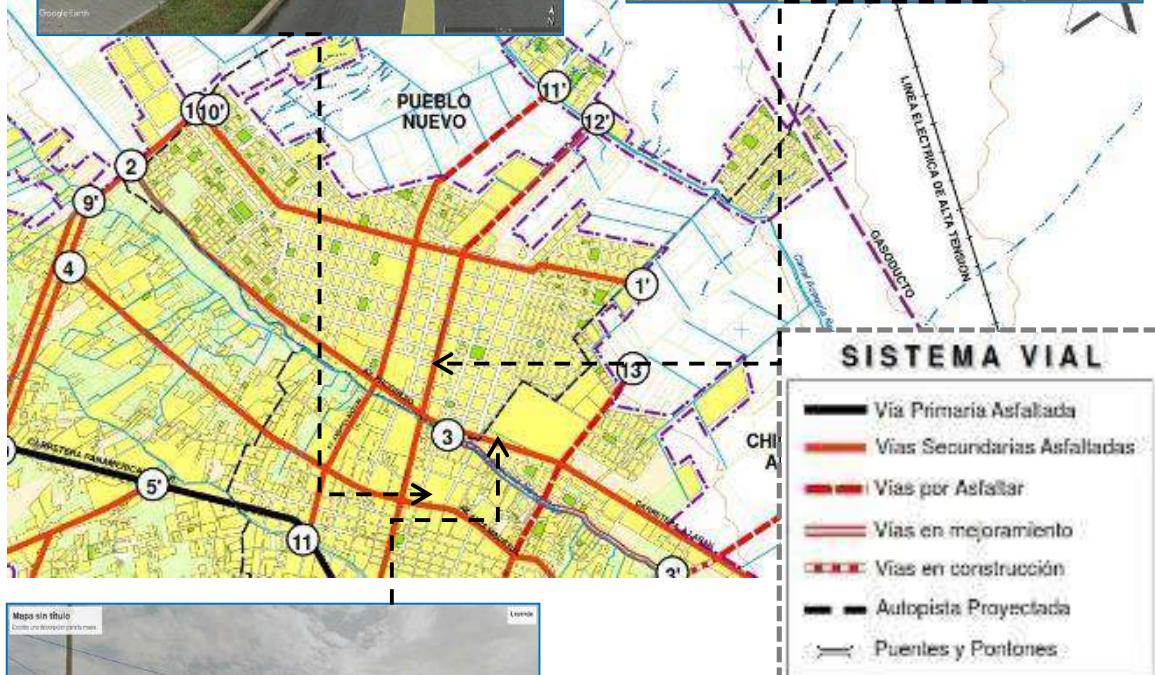 Google Earth
N
PUEBLO
NUEVO
11'
12'
10'
2
9'
4
1'
13'
3
5'
11
3'
LINEA ELECTRICA DE ALTA TENSION
GASODUCTO
CARRETERA
CHI
A
SISTEMA VIAL
Vía Primaria Asfaltada
Vías Secundarias Asfaltadas
Vías por Asfaltar
Vías en mejoramiento
Vías en construcción
Autopista Proyectada
Puentes y Pontones
Mapa sin título
Leyenda